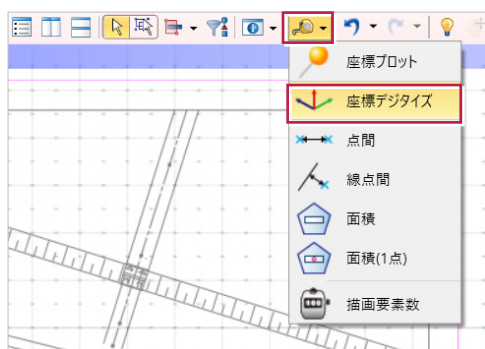 座標プロット
座標デジタイズ
点間
線点間
面積
面積(1点)
描画要素数